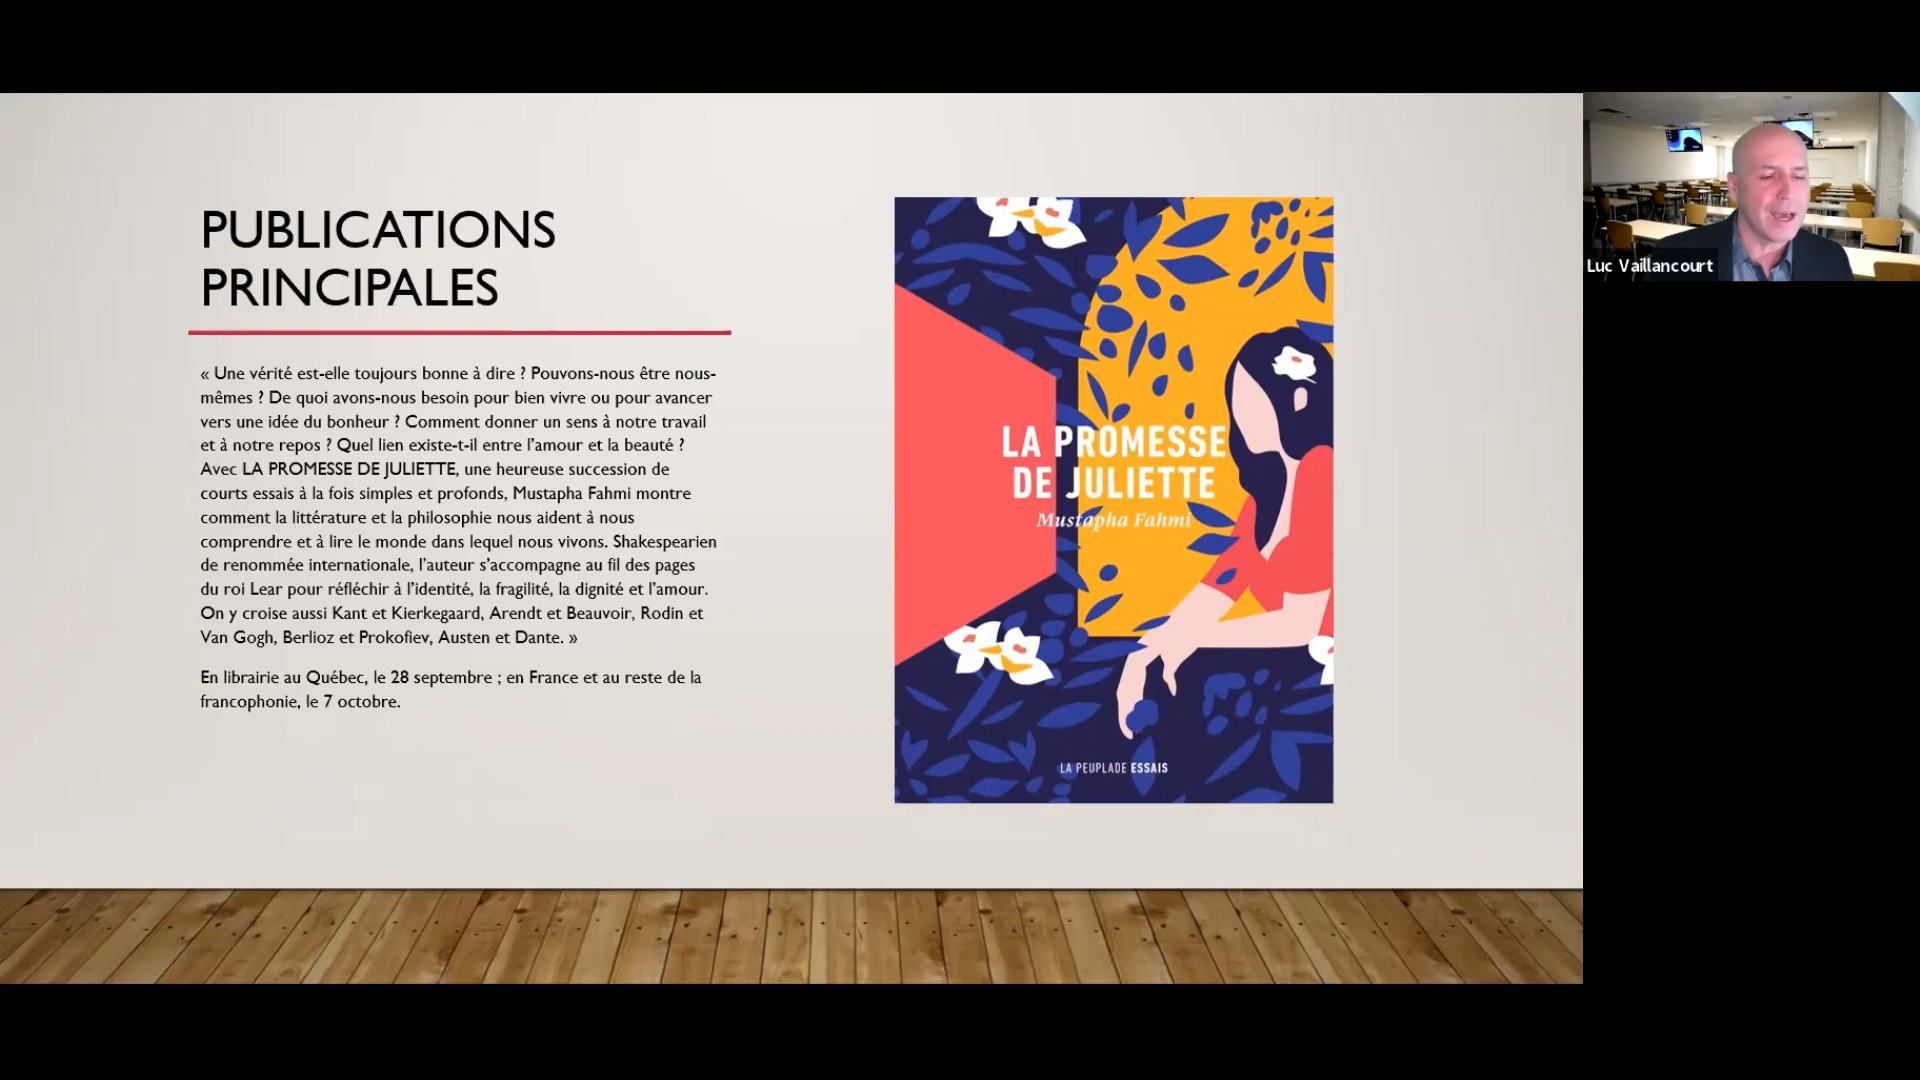 PUBLICATIONS
PRINCIPALES
« Une vérité est-elle toujours bonne à dire ? Pouvons-nous être nous-
mêmes ? De quoi avons-nous besoin pour bien vivre ou pour avancer
vers une idée du bonheur ? Comment donner un sens à notre travail
et à notre repos ? Quel lien existe-t-il entre l’amour et la beauté ?
Avec LA PROMESSE DE JULIETTE, une heureuse succession de
courts essais à la fois simples et profonds, Mustapha Fahmi montre
comment la littérature et la philosophie nous aident à nous
comprendre et à lire le monde dans lequel nous vivons. Shakespearien
de renommée internationale, l’auteur s’accompagne au fil des pages
du roi Lear pour réfléchir à l’identité, la fragilité, la dignité et l’amour.
On y croise aussi Kant et Kierkegaard, Arendt et Beauvoir, Rodin et
Van Gogh, Berlioz et Prokofiev, Austen et Dante. »
En librairie au Québec, le 28 septembre ; en France et au reste de la
francophonie, le 7 octobre.
LA PROMESSE
DE JULIETTE
Mustapha Fahmi
LA PEUPLADE ESSAIS
Luc Vaillancourt